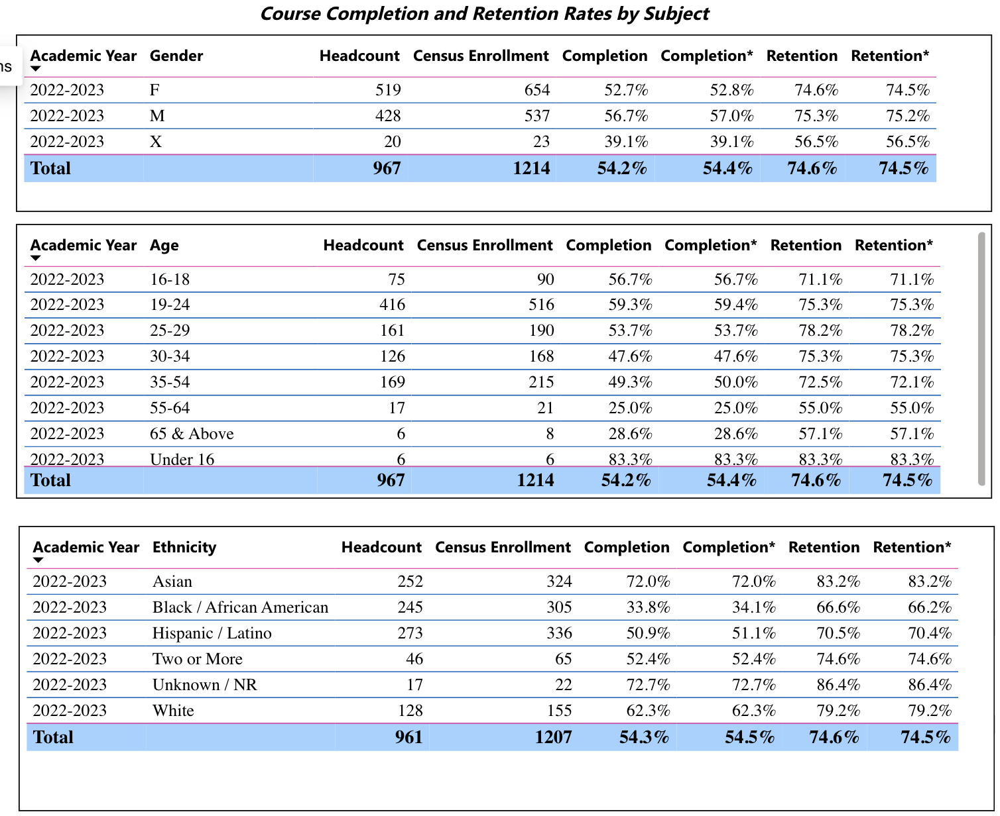 Course Completion and Retention Rates by Subject
ns
Academic Year Gender Headcount Census Enrollment Completion Completion* Retention Retention*
2022-2023 F 519 654 52.7% 52.8% 74.6% 74.5%
2022-2023 M 428 537 56.7% 57.0% 75.3% 75.2%
2022-2023 X 20 23 39.1% 39.1% 56.5% 56.5%
Total 967 1214 54.2% 54.4% 74.6% 74.5%
Academic Year Age Headcount Census Enrollment Completion Completion* Retention Retention*
2022-2023 16-18 75 90 56.7% 56.7% 71.1% 71.1%
2022-2023 19-24 416 516 59.3% 59.4% 75.3% 75.3%
2022-2023 25-29 161 190 53.7% 53.7% 78.2% 78.2%
2022-2023 30-34 126 168 47.6% 47.6% 75.3% 75.3%
2022-2023 35-54 169 215 49.3% 50.0% 72.5% 72.1%
2022-2023 55-64 17 21 25.0% 25.0% 55.0% 55.0%
2022-2023 65 & Above 6 8 28.6% 28.6% 57.1% 57.1%
2022-2023 Under 16 6 6 83.3% 83.3% 83.3% 83.3%
Total 967 1214 54.2% 54.4% 74.6% 74.5%
Academic Year Ethnicity Headcount Census Enrollment Completion Completion* Retention Retention*
2022-2023 Asian 252 324 72.0% 72.0% 83.2% 83.2%
2022-2023 Black / African American 245 305 33.8% 34.1% 66.6% 66.2%
2022-2023 Hispanic / Latino 273 336 50.9% 51.1% 70.5% 70.4%
2022-2023 Two or More 46 65 52.4% 52.4% 74.6% 74.6%
2022-2023 Unknown / NR 17 22 72.7% 72.7% 86.4% 86.4%
2022-2023 White 128 155 62.3% 62.3% 79.2% 79.2%
Total 961 1207 54.3% 54.5% 74.6% 74.5%